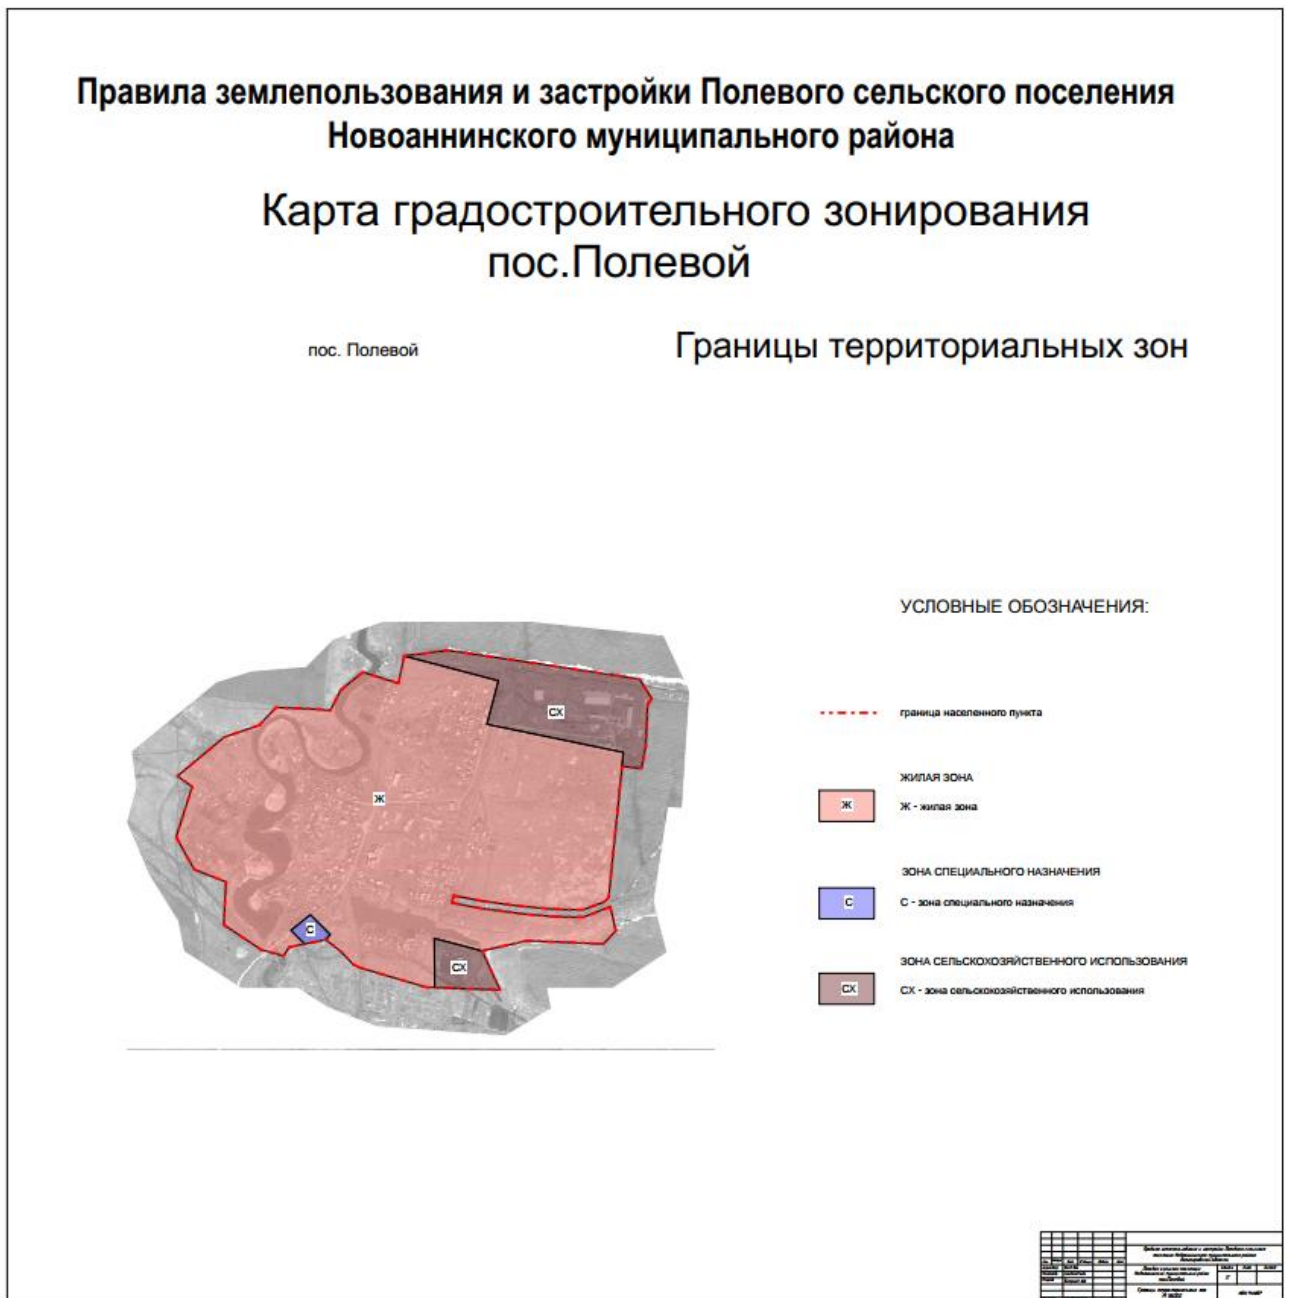 Правила землепользования и застройки Полевого сельского поселения
Новоаннинского муниципального района
Карта градостроительного зонирования
пос.Полевой
пос. Полевой
Границы территориальных зон
УСЛОВНЫЕ ОБОЗНАЧЕНИЯ:
граница населенного пункта
ЖИЛАЯ ЗОНА
Ж
Ж - жилая зона
ЗОНА СПЕЦИАЛЬНОГО НАЗНАЧЕНИЯ
С
С - зона специального назначения
ЗОНА СЕЛЬСКОХОЗЯЙСТВЕННОГО ИСПОЛЬЗОВАНИЯ
СХ
СХ - зона сельскохозяйственного использования
СХ
Ж
С
СХ